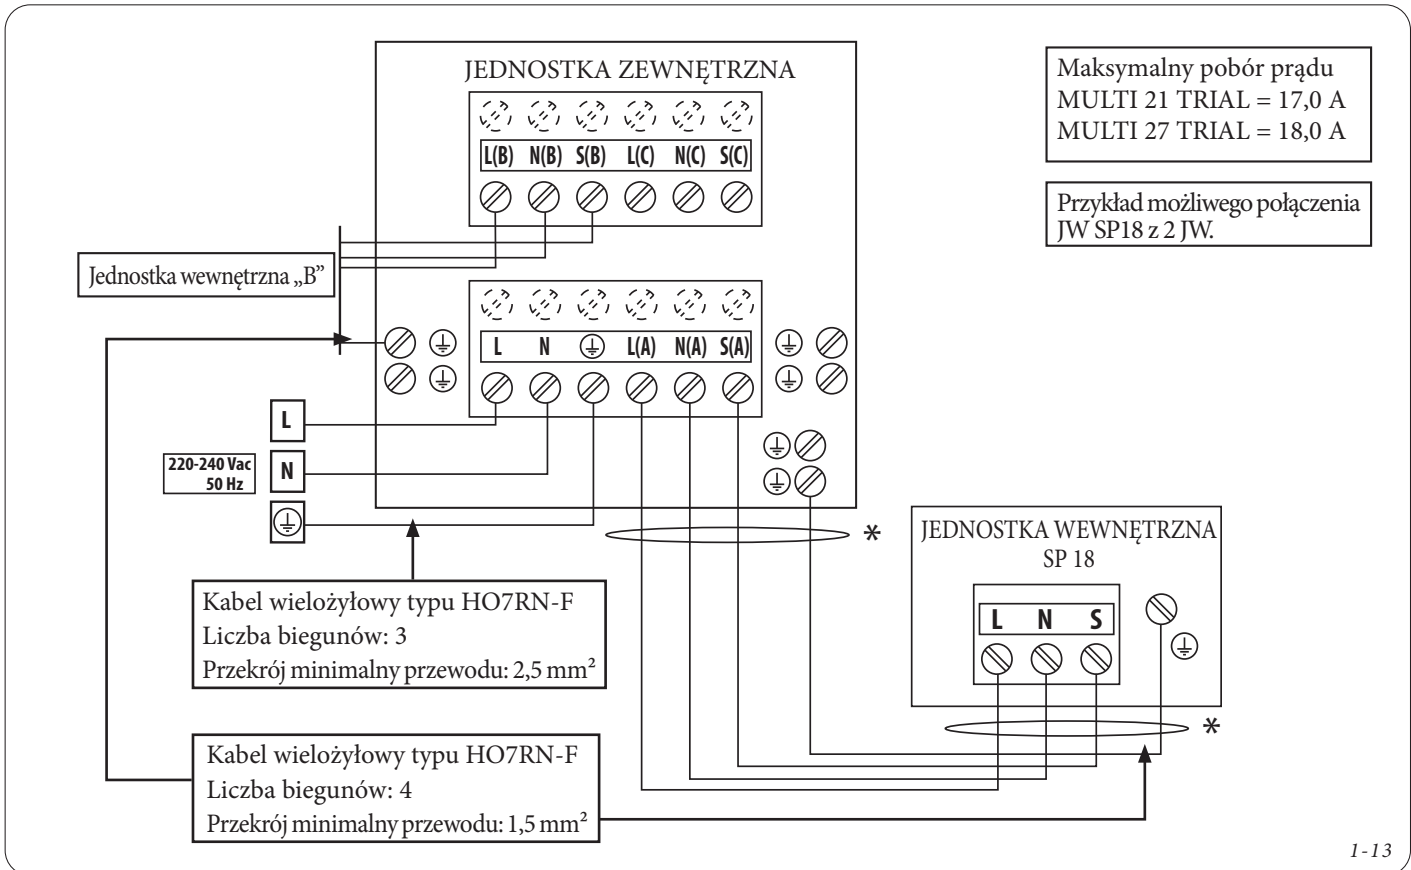 JEDNOSTKA ZEWNĘTRZNA
L(B) N(B) S(B) L(C) N(C) S(C)
Maksymalny pobór prądu
MULTI 21 TRIAL = 17,0 A
MULTI 27 TRIAL = 18,0 A
Przykład możliwego połączenia
JW SP18 z 2 JW.
Jednostka wewnętrzna „B”
L N L(A) N(A) S(A)
L
220-240 Vac
50 Hz
N
*
JEDNOSTKA WEWNĘTRZNA
SP 18
L N S
*
Kabel wielożyłowy typu HO7RN-F
Liczba biegunów: 3
Przekrój minimalny przewodu: 2,5 mm²
Kabel wielożyłowy typu HO7RN-F
Liczba biegunów: 4
Przekrój minimalny przewodu: 1,5 mm²
1-13